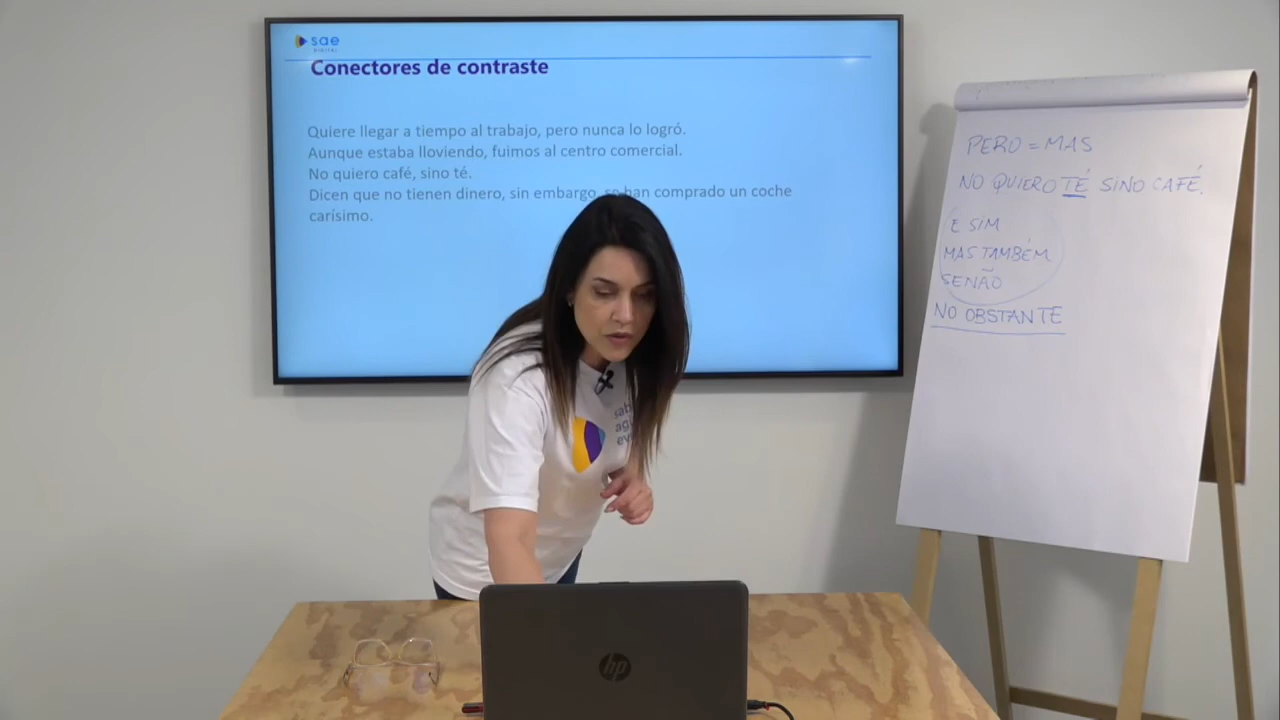 sae
DIGITAL
Conectores de contraste
Quiere llegar a tiempo al trabajo, pero nunca lo logró.
Aunque estaba lloviendo, fuimos al centro comercial.
No quiero café, sino té.
Dicen que no tienen dinero, sin embargo, se han comprado un coche
carísimo.
PERO = MAS
NO QUIERO TÉ SINO CAFÉ.
E SIM
MAS TAMBÉM
SENÃO
NO OBSTANTE
hp